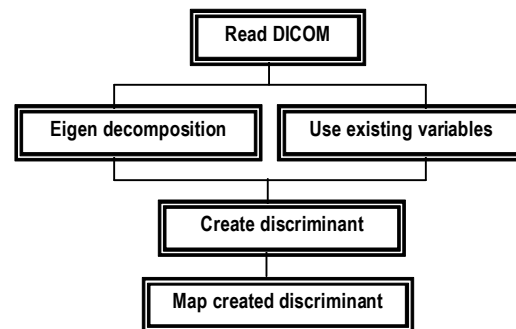 Read DICOM
Eigen decomposition
Use existing variables
Create discriminant
Map created discriminant